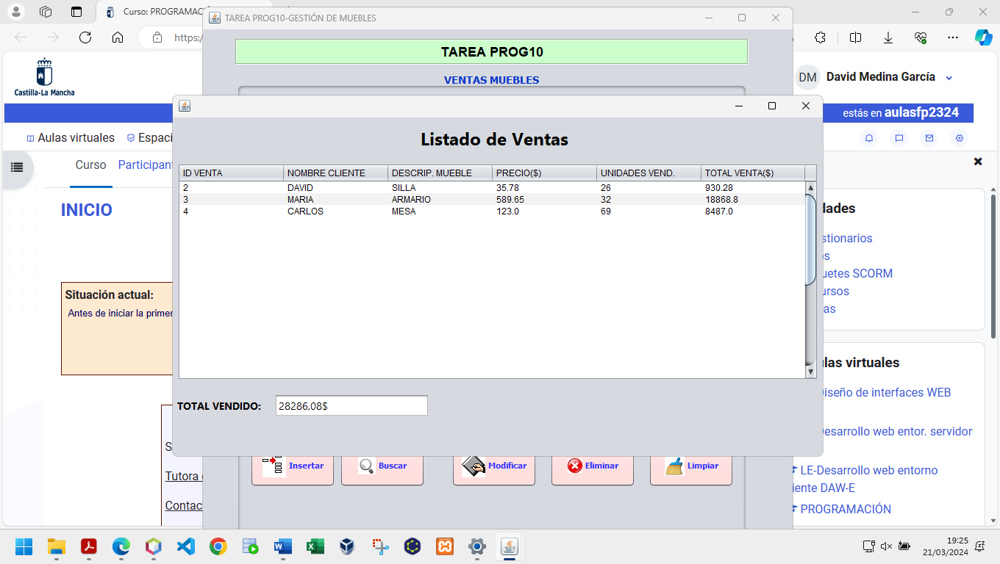 Curso: PROGRAMACI
https:/
TAREA PROG10-GESTIÓN DE MUEBLES
TAREA PROG10
VENTAS MUEBLES
Castilla-La Mancha
DM David Medina García
estás en aulasfp2324
Aulas virtuales Espaci
Curso Participant
INICIO
Situación actual:
Antes de iniciar la primer
S
Tutora
Contac
Listado de Ventas
ID VENTA NOMBRE CLIENTE DESCRIP. MUEBLE PRECIO($) UNIDADES VEND. TOTAL VENTA($)
2 DAVID SILLA 35.78 26 930.28
3 MARIA ARMARIO 589.65 32 18868.8
4 CARLOS MESA 123.0 69 8487.0
TOTAL VENDIDO: 28286,08$
Insertar Buscar Modificar Eliminar Limpiar
dades
stionarios
os
uetes SCORM
ursos
as
ulas virtuales
iseño de interfaces WEB
esarrollo web entor. servidor
LE-Desarrollo web entorno
iente DAW-E
PROGRAMACIÓN
19:25
21/03/2024